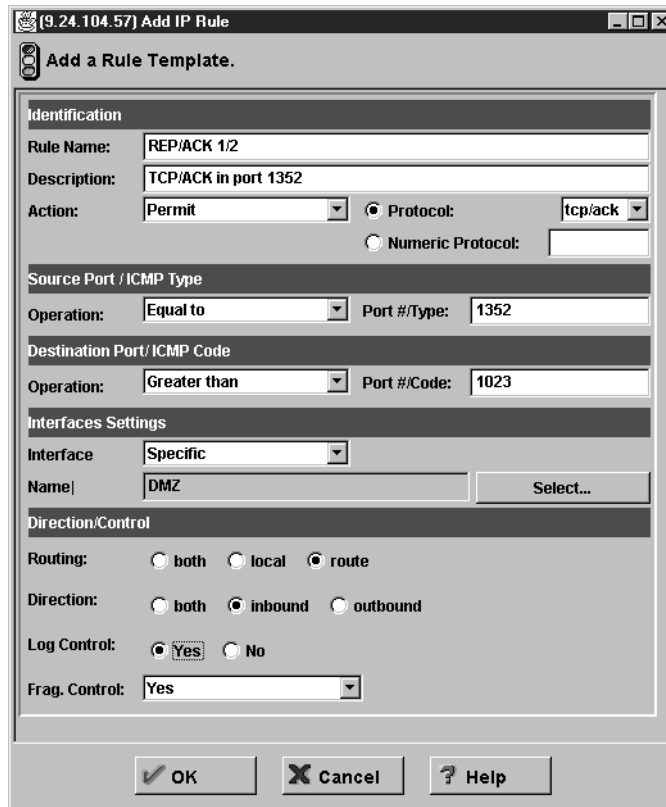 (9.24.104.57) Add IP Rule
Add a Rule Template.
Identification
Rule Name: REP/ACK 1/2
Description: TCP/ACK in port 1352
Action: Permit Protocol: tcp/ack
Numeric Protocol:
Source Port / ICMP Type
Operation: Equal to Port #/Type: 1352
Destination Port/ ICMP Code
Operation: Greater than Port #/Code: 1023
Interfaces Settings
Interface Specific
Name| DMZ Select...
Direction/Control
Routing: both local route
Direction: both inbound outbound
Log Control: Yes No
Frag. Control: Yes
OK Cancel Help